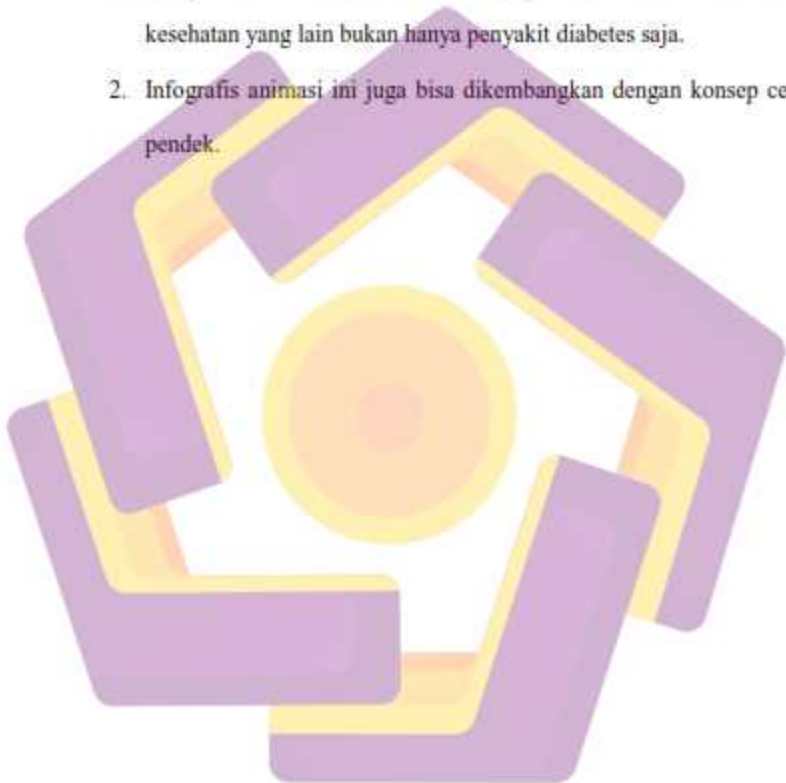 kesehatan yang lain bukan hanya penyakit diabetes saja.
2. Infografis animasi ini juga bisa dikembangkan dengan konsep
pendek.